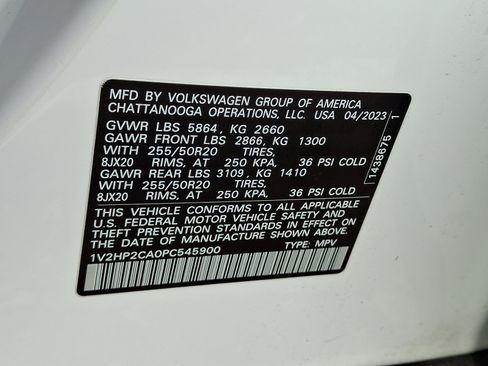 MFD BY VOLKSWAGEN GROUP OF AMERICA
CHATTANOOGA OPERATIONS, LLC. USA 04/2023
GVWR LBS 5864, KG 2660
GAWR FRONT LBS 2866, KG 1300
WITH 255/50R20 TIRES,
8JX20 RIMS, AT 250 KPA, 36 PSI COLD
GAWR REAR LBS 3109, KG 1410
WITH 255/50R20 TIRES,
8JX20 RIMS, AT 250 KPA, 36 PSI COLD
THIS VEHICLE CONFORMS TO ALL APPLICABLE
U.S. FEDERAL MOTOR VEHICLE SAFETY AND
THEFT PREVENTION STANDARDS IN EFFECT ON
THE DATE OF MANUFACTURE SHOWN ABOVE.
1V2HP2CA0PC545900 TYPE: MPV
1438675 1